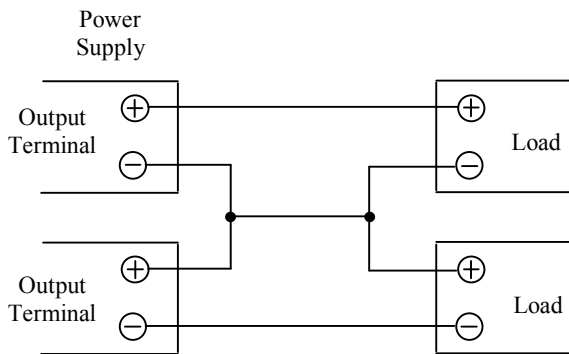 Power
Supply
Output
Terminal
+
−
Load
+
−
Output
Terminal
+
−
Load
+
−